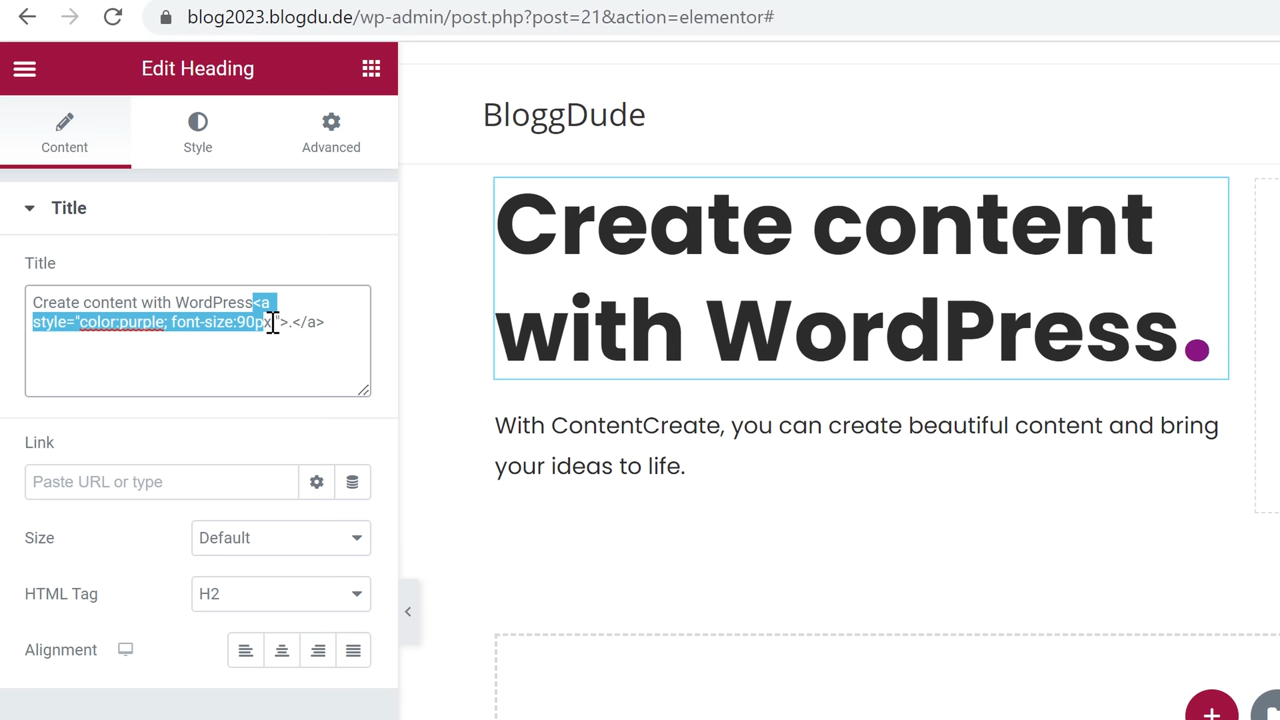 blog2023.blogdu.de/wp-admin/post.php?post=21&action=elementor#
Edit Heading
Content
Style
Advanced
Title
Title
Create content with WordPress<a
style="color:purple; font-size:90px">.</a>
Link
Paste URL or type
Size
Default
HTML Tag
H2
Alignment
BloggDude
Create content
with WordPress.
With ContentCreate, you can create beautiful content and bring
your ideas to life.